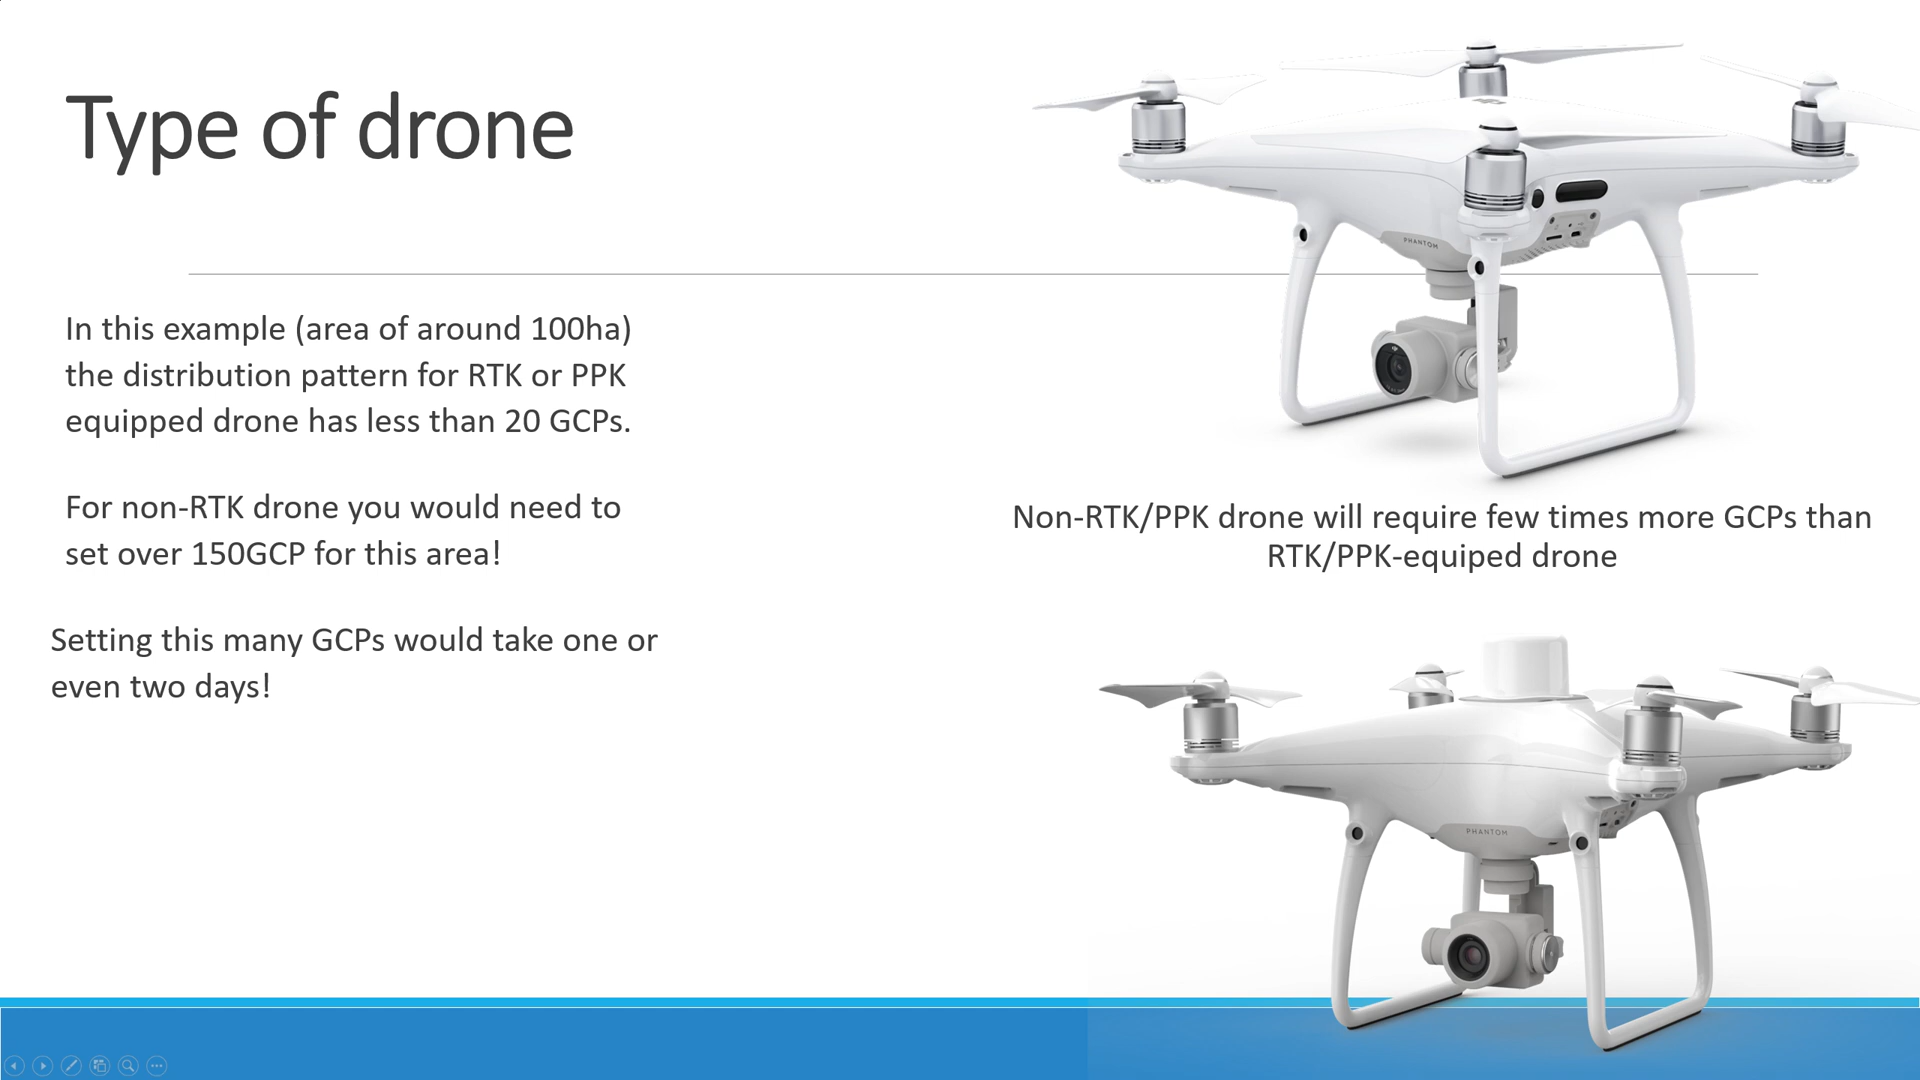 Type of drone
In this example (area of around 100ha)
the distribution pattern for RTK or PPK
equipped drone has less than 20 GCPs.
For non-RTK drone you would need to
set over 150GCP for this area!
Setting this many GCPs would take one or
even two days!
PHANTOM
Non-RTK/PPK drone will require few times more GCPs than
RTK/PPK-equiped drone
PHANTOM